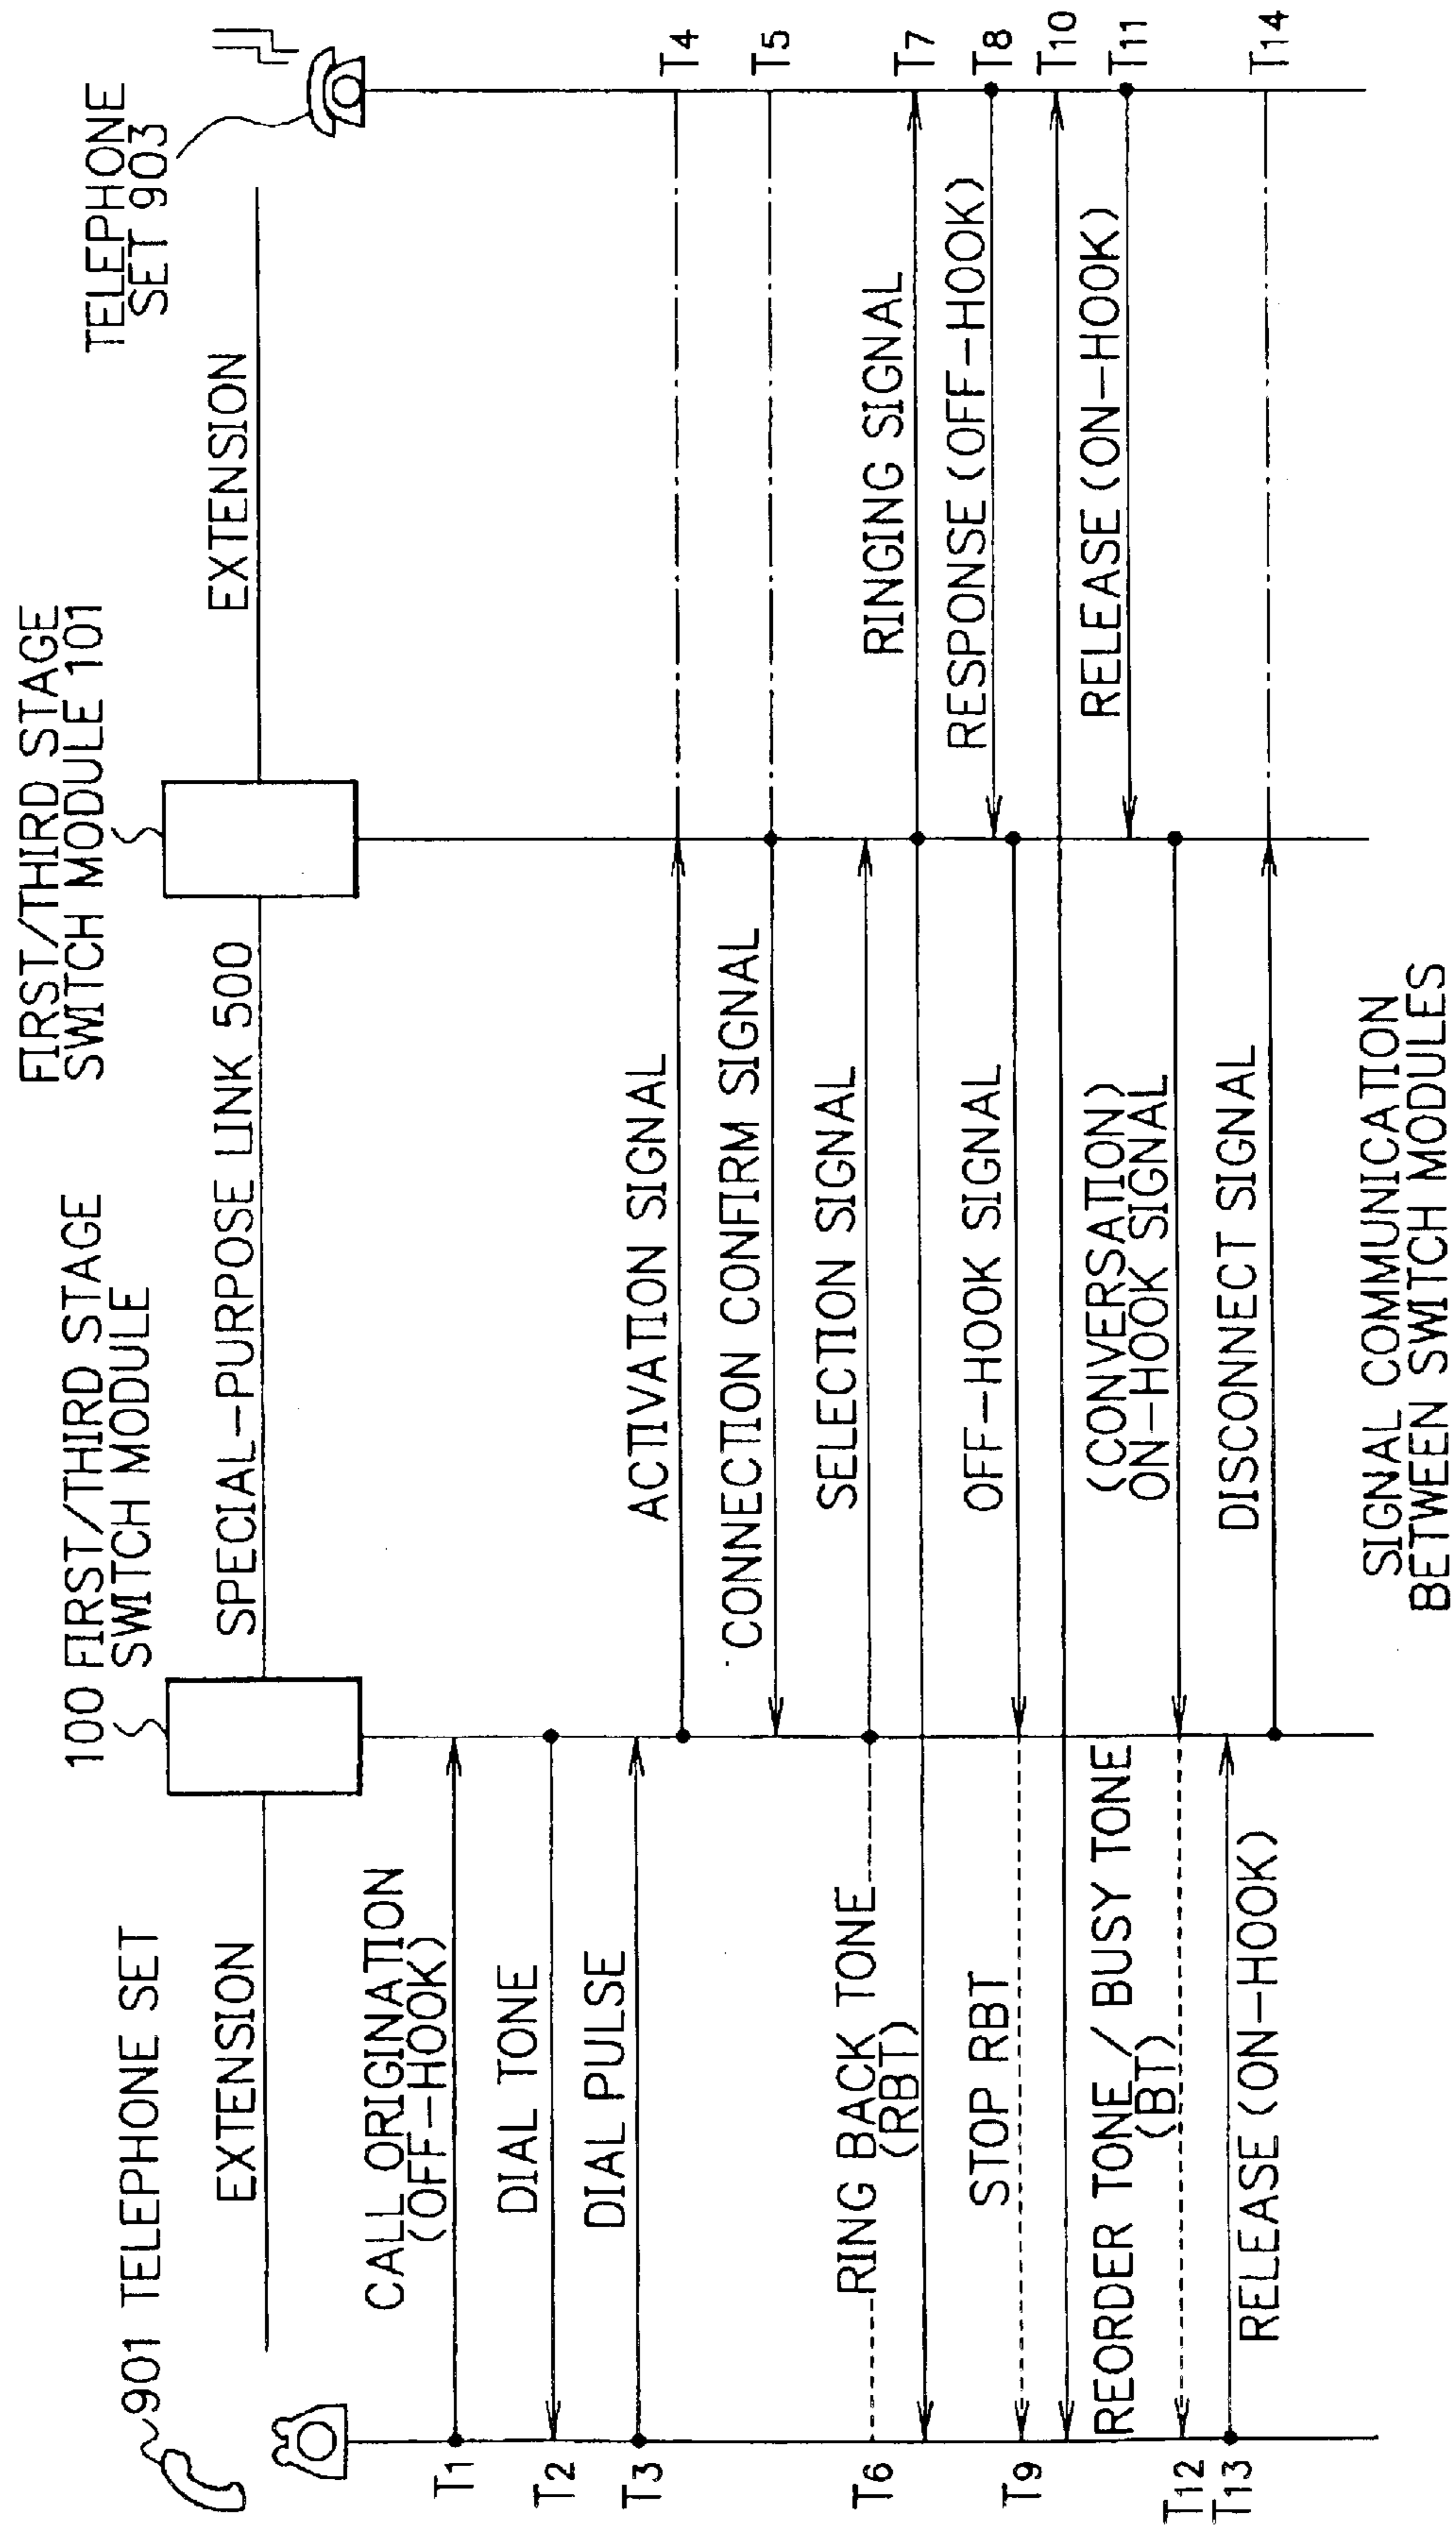 901 TELEPHONE SET
EXTENSION
100 FIRST/THIRD STAGE
SWITCH MODULE
SPECIAL-PURPOSE LINK 500
FIRST/THIRD STAGE
SWITCH MODULE 101
EXTENSION
TELEPHONE
SET 903
T1
CALL ORIGINATION
(OFF-HOOK)
T2
DIAL TONE
T3
DIAL PULSE
ACTIVATION SIGNAL
T4
CONNECTION CONFIRM SIGNAL
T5
T6
RING BACK TONE
(RBT)
SELECTION SIGNAL
RINGING SIGNAL
T7
RESPONSE (OFF-HOOK)
T8
T9
STOP RBT
OFF-HOOK SIGNAL
T10
(CONVERSATION)
RELEASE (ON-HOOK)
T11
T12
REORDER TONE/BUSY TONE
(BT)
ON-HOOK SIGNAL
T13
RELEASE (ON-HOOK)
DISCONNECT SIGNAL
T14
SIGNAL COMMUNICATION
BETWEEN SWITCH MODULES